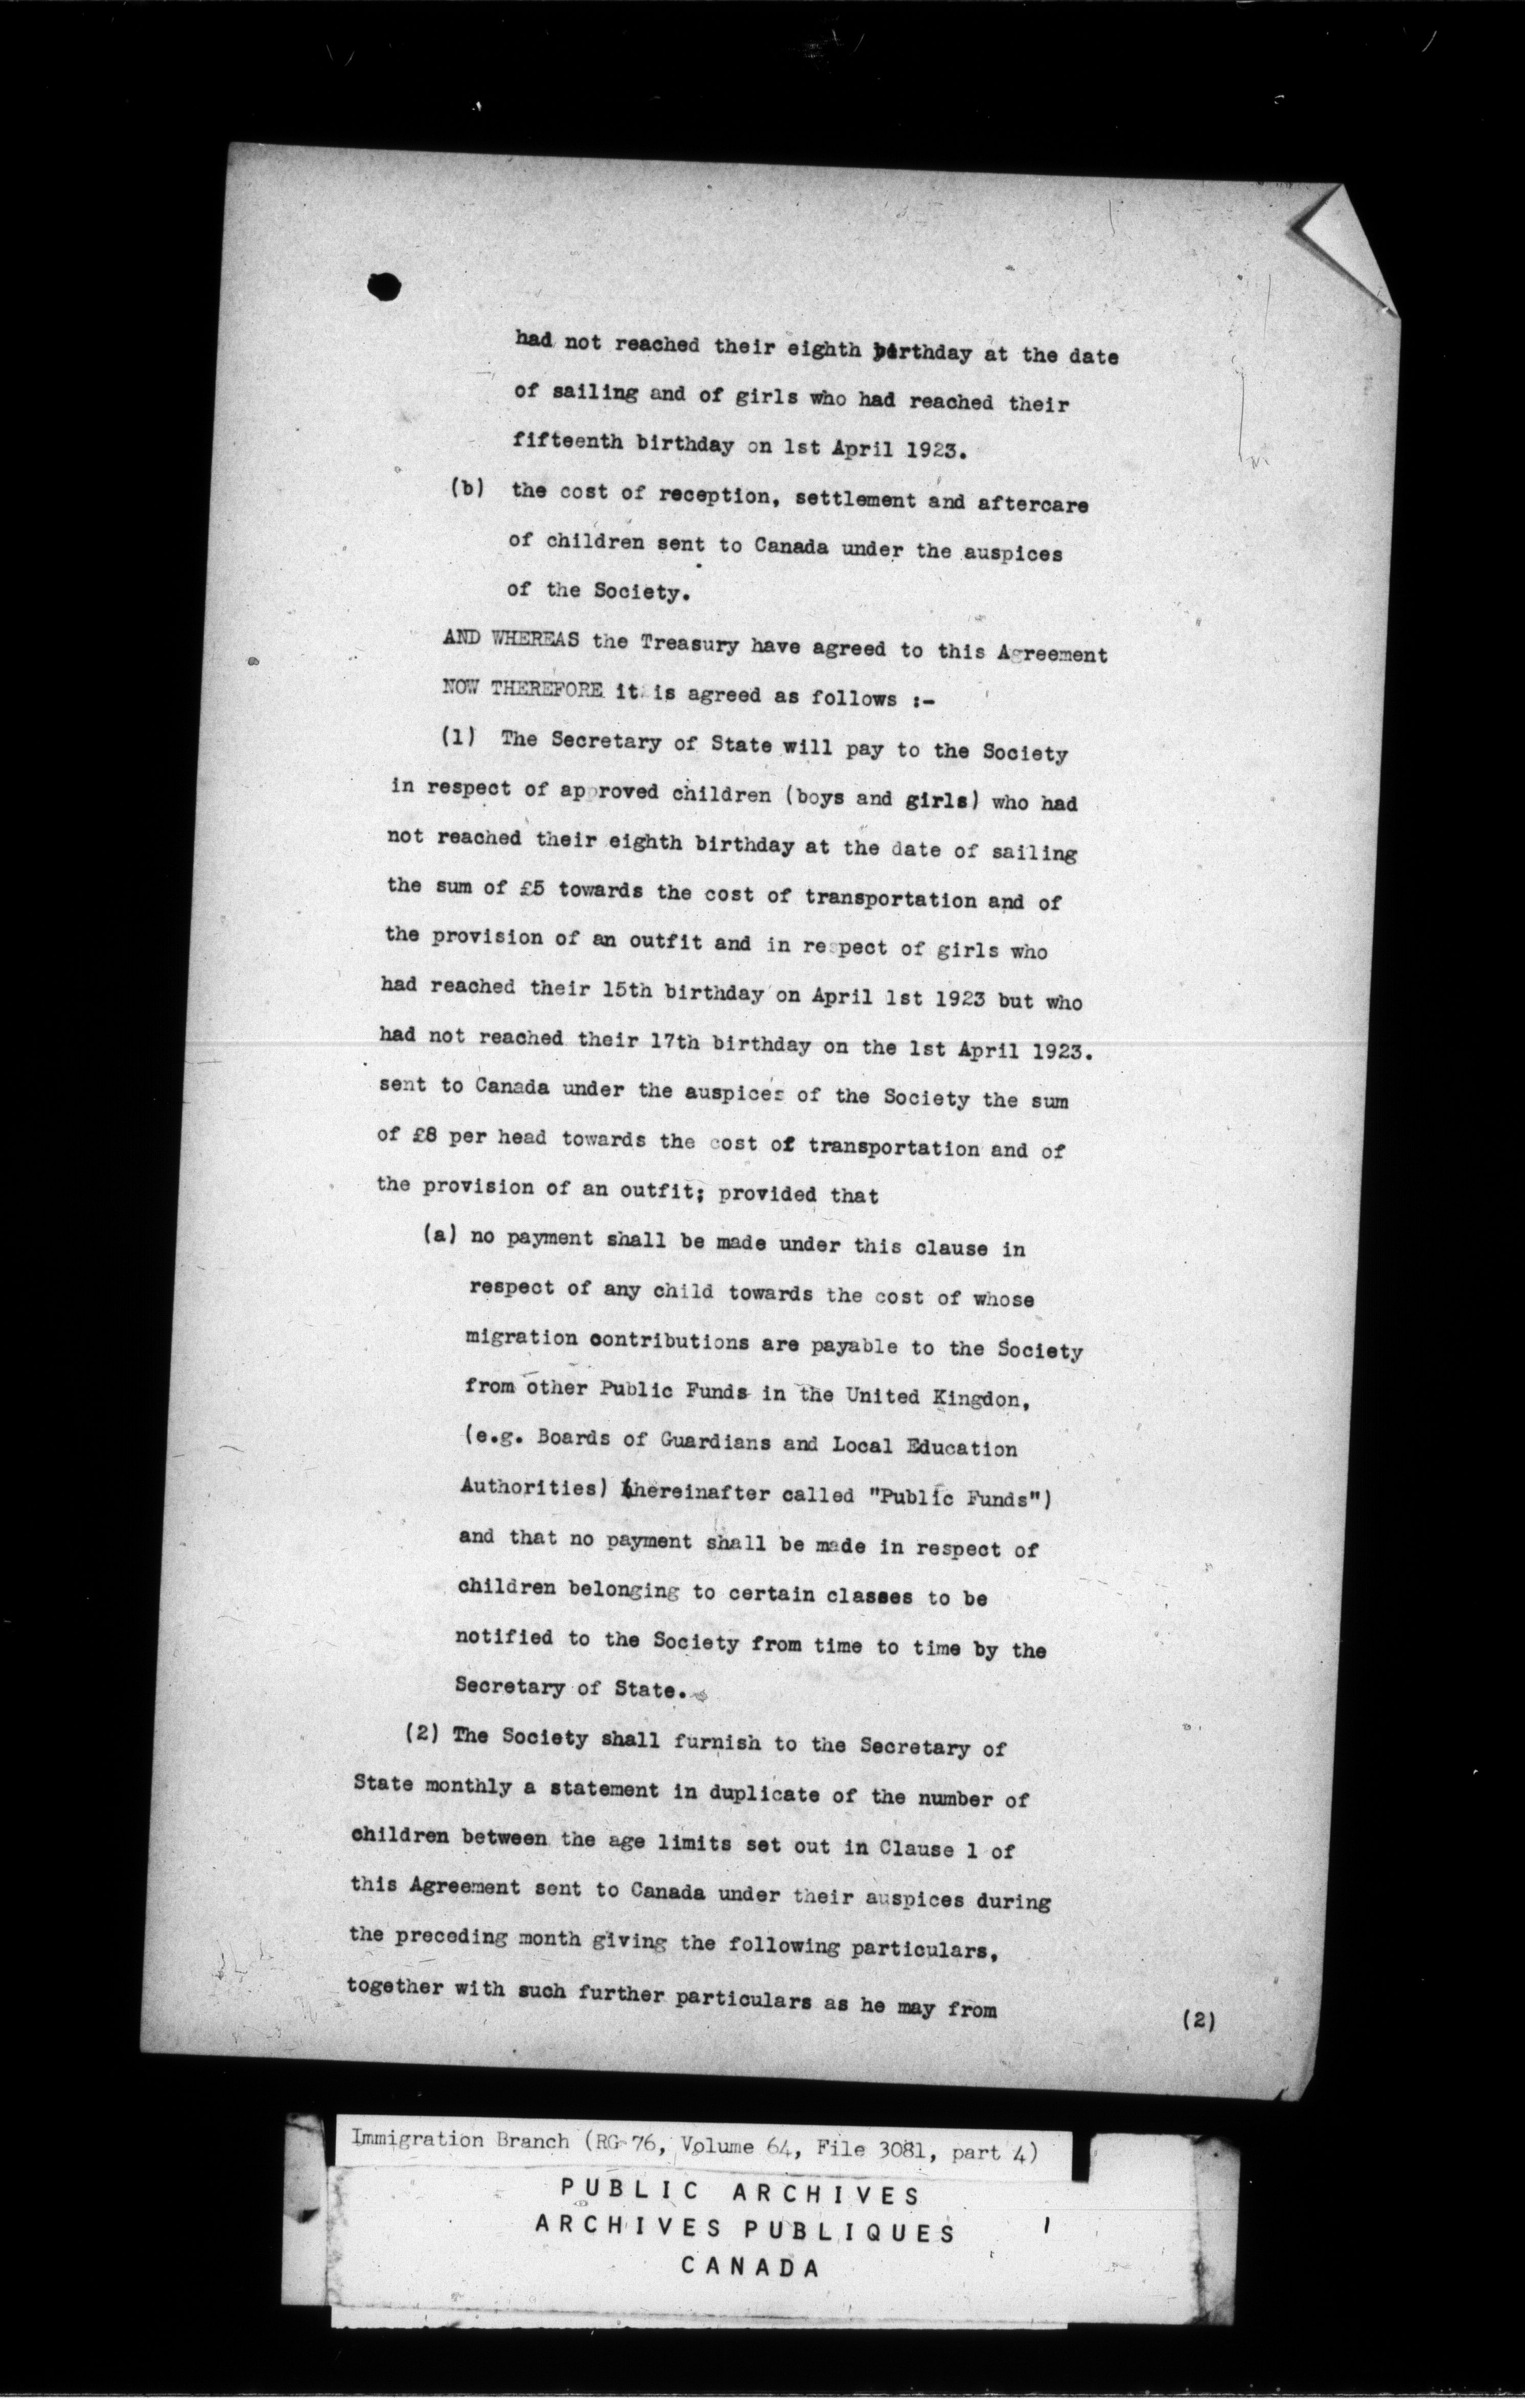 had not reached their eighth birthday at the date
of sailing and of girls who had reached their
fifteenth birthday on 1st April 1923.
(b) the cost of reception, settlement and aftercare
of children sent to Canada under the auspices
of the Society.
AND WHEREAS the Treasury have agreed to this Agreement
NOW THEREFORE it is agreed as follows :-
(1) The Secretary of State will pay to the Society
in respect of approved children (boys and girls) who had
not reached their eighth birthday at the date of sailing
the sum of £5 towards the cost of transportation and of
the provision of an outfit and in respect of girls who
had reached their 15th birthday on April 1st 1923 but who
had not reached their 17th birthday on the 1st April 1923.
sent to Canada under the auspices of the Society the sum
of £8 per head towards the cost of transportation and of
the provision of an outfit; provided that
(a) no payment shall be made under this clause in
respect of any child towards the cost of whose
migration contributions are payable to the Society
from other Public Funds in the United Kingdon,
(e.g. Boards of Guardians and Local Education
Authorities) (hereinafter called "Public Funds")
and that no payment shall be made in respect of
children belonging to certain classes to be
notified to the Society from time to time by the
Secretary of State.
(2) The Society shall furnish to the Secretary of
State monthly a statement in duplicate of the number of
children between the age limits set out in Clause 1 of
this Agreement sent to Canada under their auspices during
the preceding month giving the following particulars,
together with such further particulars as he may from
(2)
Immigration Branch (RG 76, Volume 64, File 3081, part 4)
PUBLIC ARCHIVES
ARCHIVES PUBLIQUES
CANADA